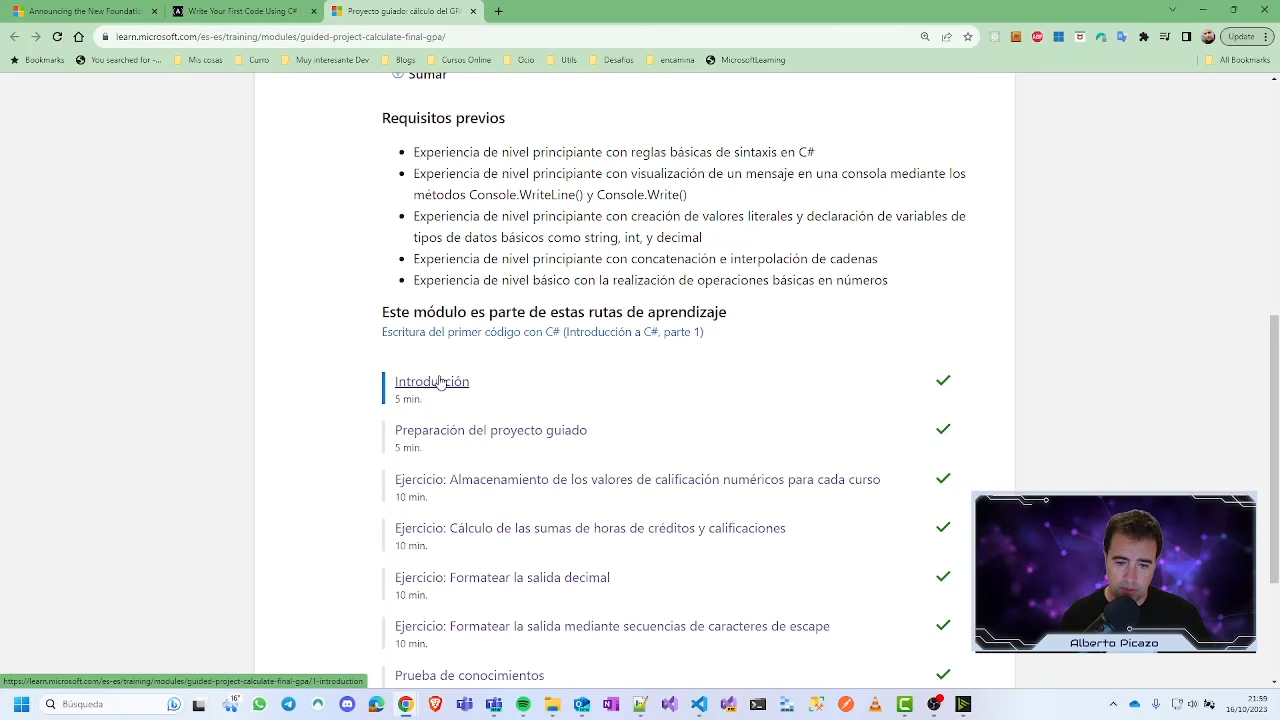 Announcing the New Foundatio
Write Your First Code Using C#
Proyecto guiado: cálculo del GPA
learn.microsoft.com/es-es/training/modules/guided-project-calculate-final-gpa/
Update
Bookmarks
You searched for -...
Mis cosas
Curro
Muy interesante Dev
Blogs
Cursos Online
Ocio
Utils
Desafios
encamina
MicrosoftLearning
All Bookmarks
Sumar
Requisitos previos
Experiencia de nivel principiante con reglas básicas de sintaxis en C#
Experiencia de nivel principiante con visualización de un mensaje en una consola mediante los
métodos Console.WriteLine() y Console.Write()
Experiencia de nivel principiante con creación de valores literales y declaración de variables de
tipos de datos básicos como string, int, y decimal
Experiencia de nivel principiante con concatenación e interpolación de cadenas
Experiencia de nivel básico con la realización de operaciones básicas en números
Este módulo es parte de estas rutas de aprendizaje
Escritura del primer código con C# (Introducción a C#, parte 1)
Introducción
5 min.
Preparación del proyecto guiado
5 min.
Ejercicio: Almacenamiento de los valores de calificación numéricos para cada curso
10 min.
Ejercicio: Cálculo de las sumas de horas de créditos y calificaciones
10 min.
Ejercicio: Formatear la salida decimal
10 min.
Ejercicio: Formatear la salida mediante secuencias de caracteres de escape
10 min.
Prueba de conocimientos
Alberto Picazo
https://learn.microsoft.com/es-es/training/modules/guided-project-calculate-final-gpa/1-introduction
Búsqueda
16°
21:59
16/10/2023